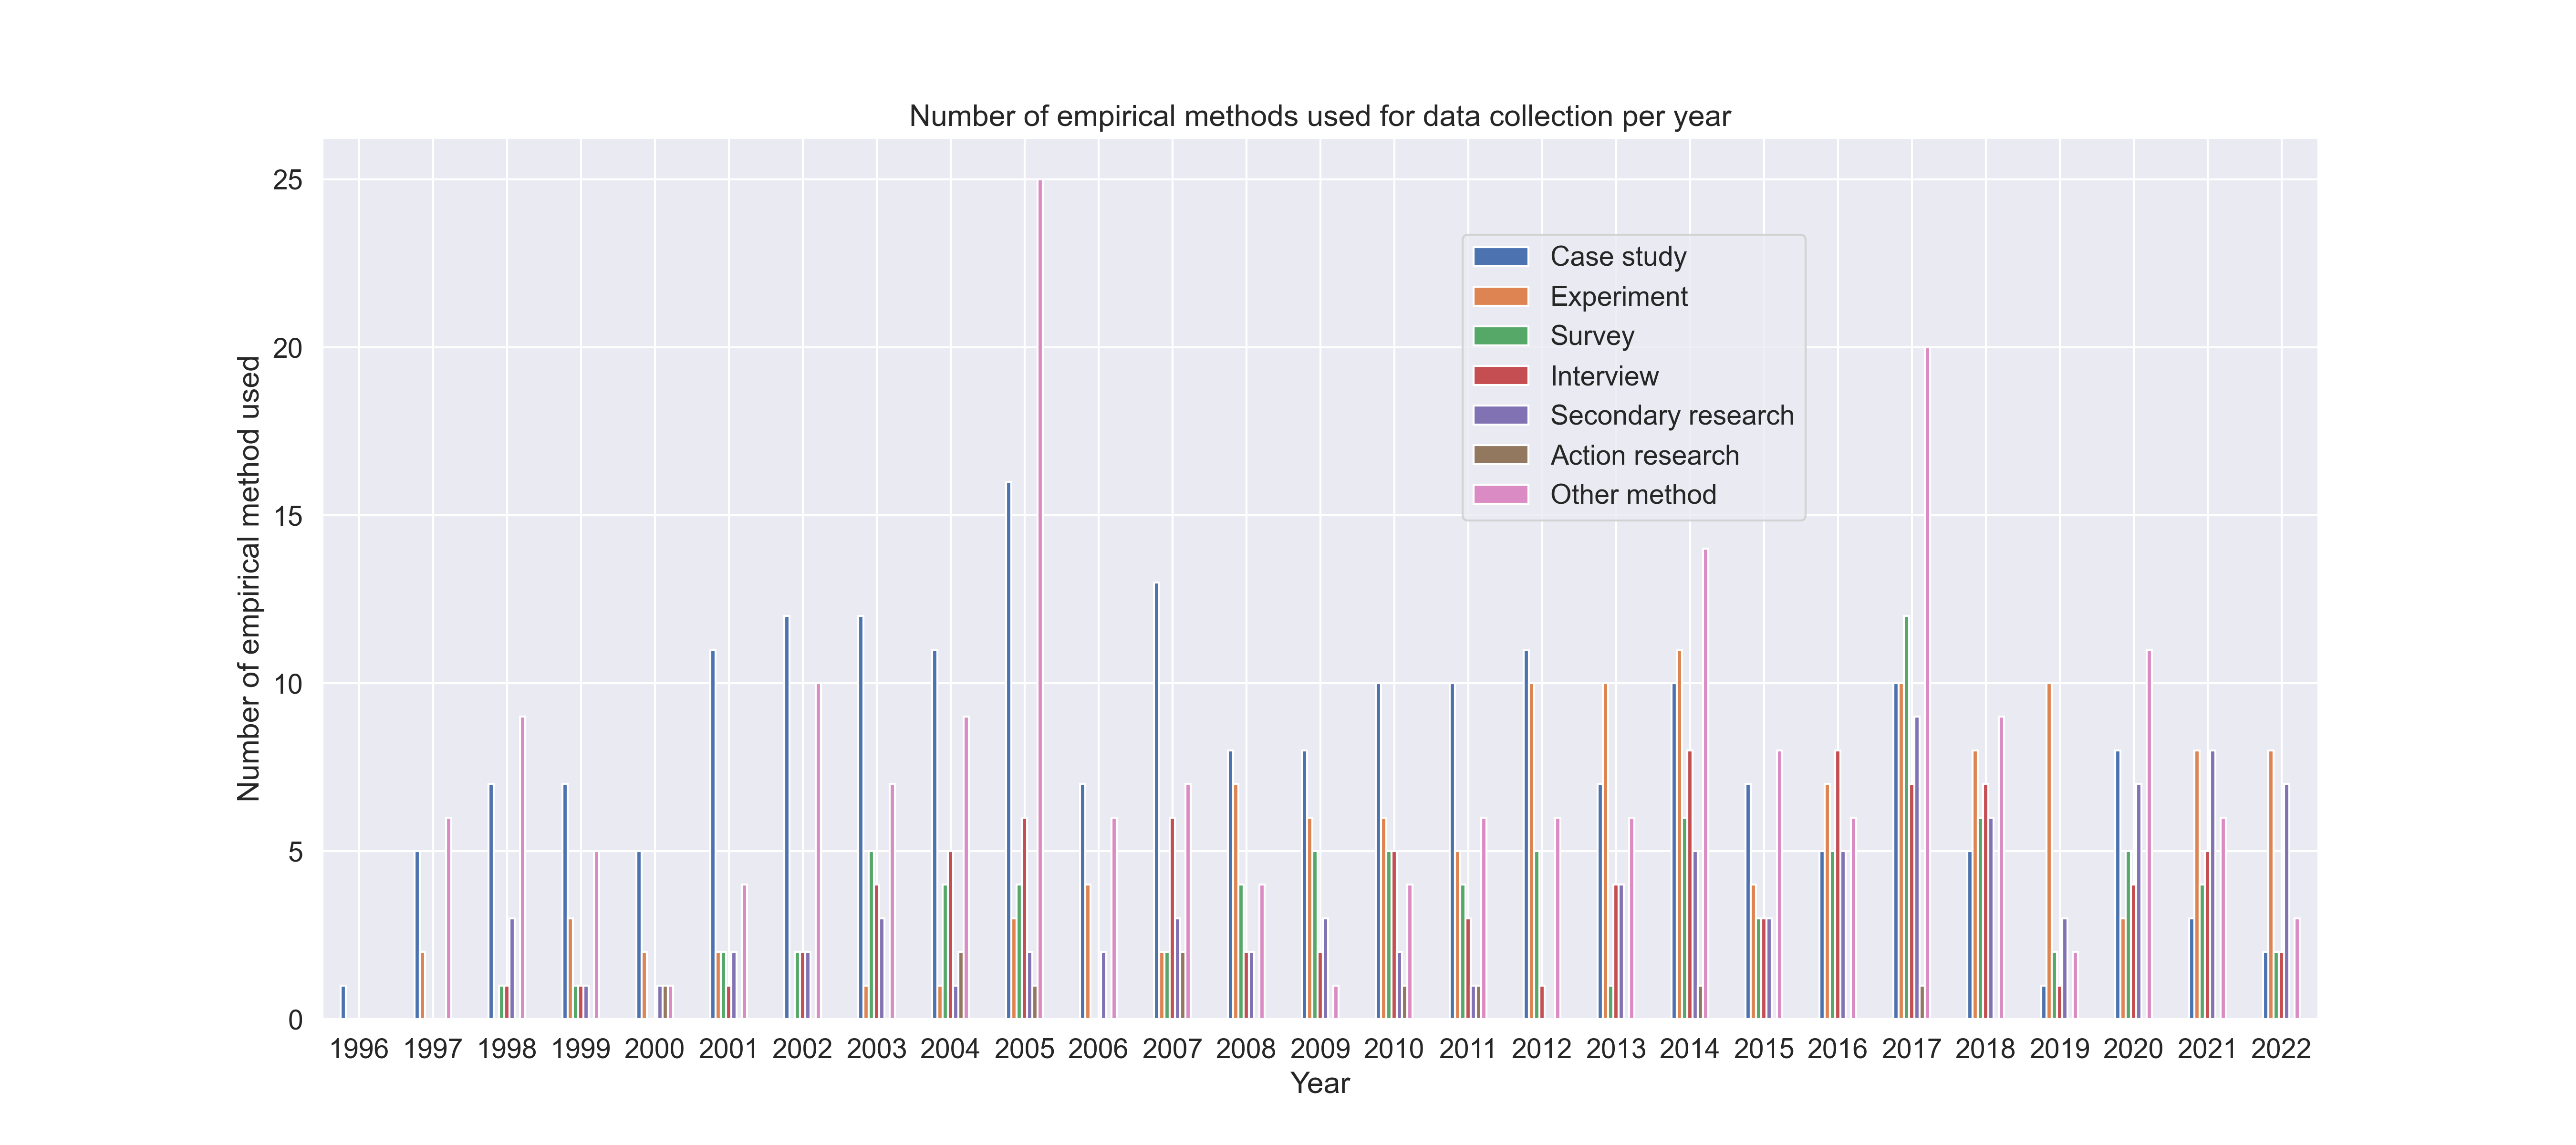 Number of empirical methods used for data collection per year
Number of empirical method used
25
20
15
10
5
0
Case study
Experiment
Survey
Interview
Secondary research
Action research
Other method
1996 1997 1998 1999 2000 2001 2002 2003 2004 2005 2006 2007 2008 2009 2010 2011 2012 2013 2014 2015 2016 2017 2018 2019 2020 2021 2022
Year